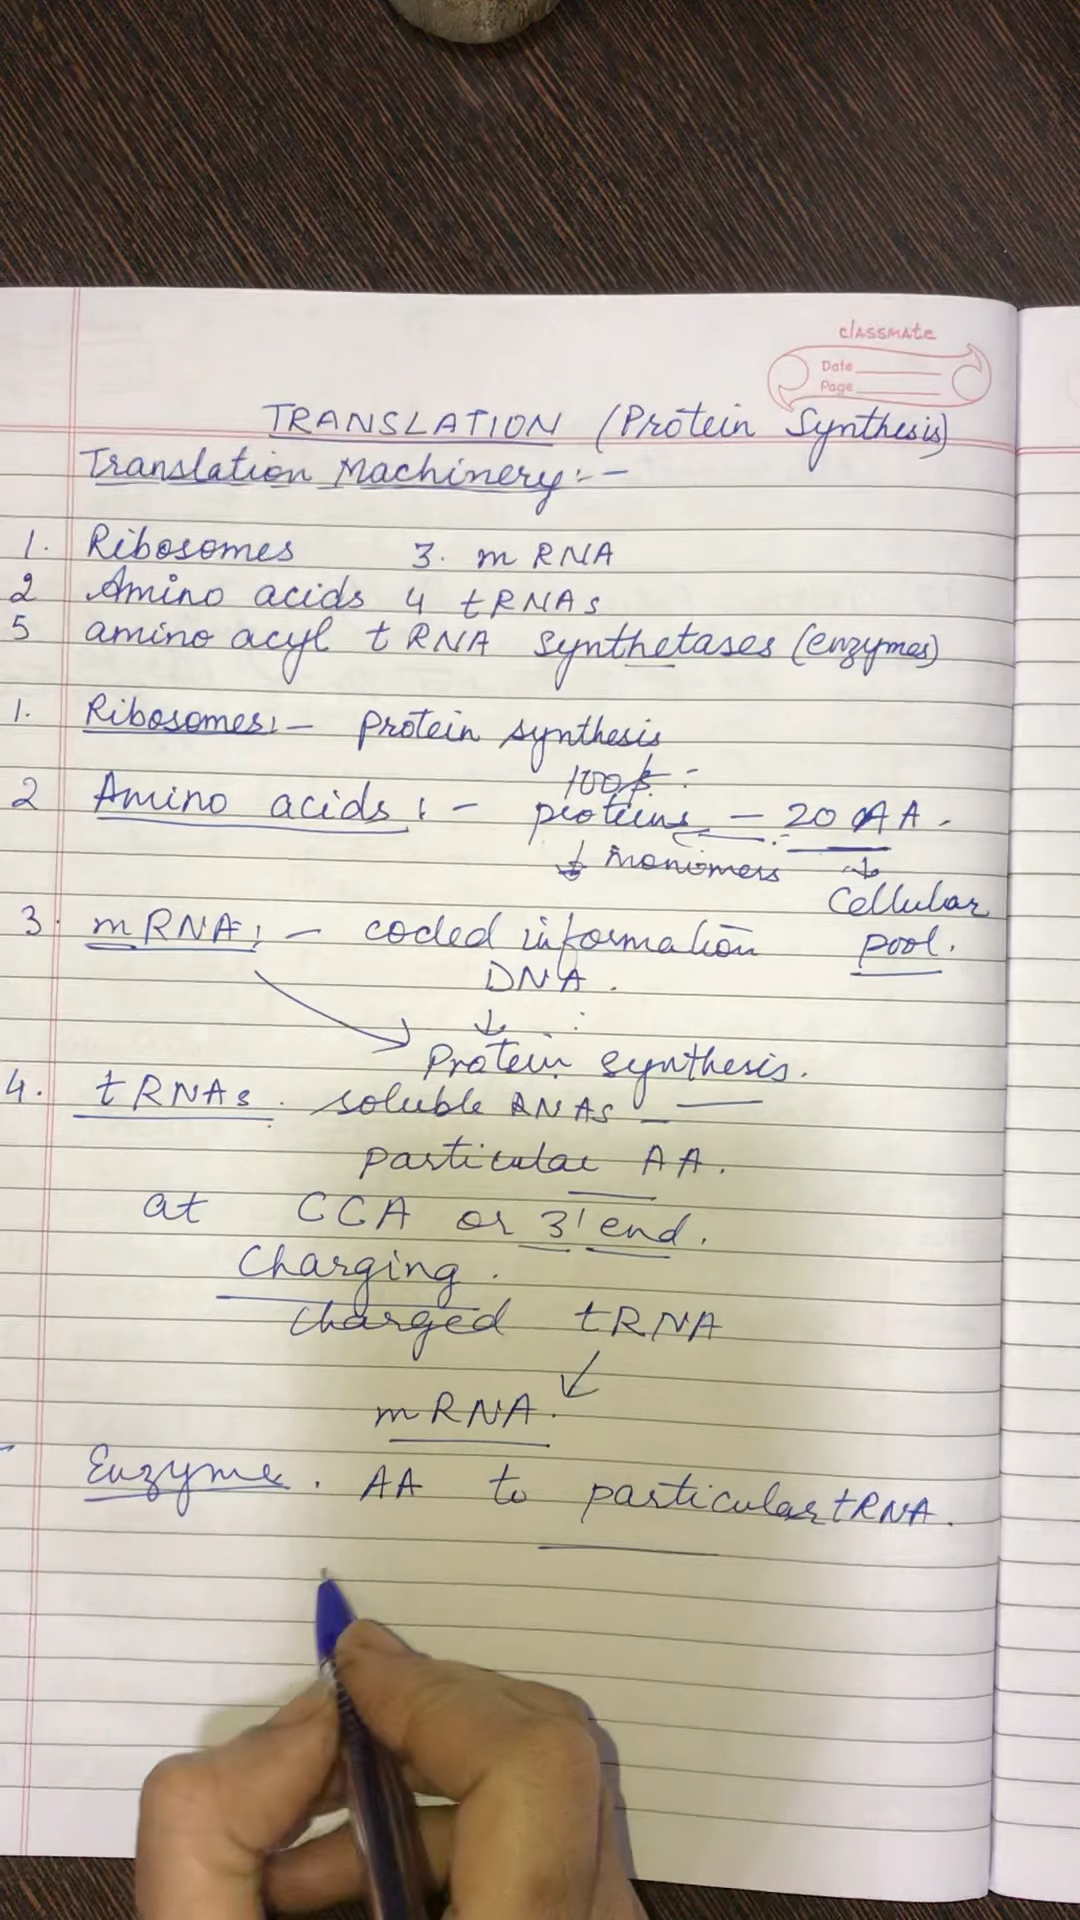 classmate
Date
Page
TRANSLATION (Protein Synthesis)
Translation Machinery:-
1. Ribosomes 3. mRNA
2 Amino acids 4 tRNAs
5 amino acyl tRNA synthetases (enzymes)
1. Ribosomes:- Protein synthesis
100s
2 Amino acids:- proteins - 20 AA.
↓ monomers ↓
Cellular
3. mRNA:- coded information pool.
DNA.
↓
Protein synthesis.
4. tRNAs. soluble RNAs -
particular AA.
at CCA or 3' end.
Charging.
charged tRNA
mRNA.
Enzyme. AA to particular tRNA.